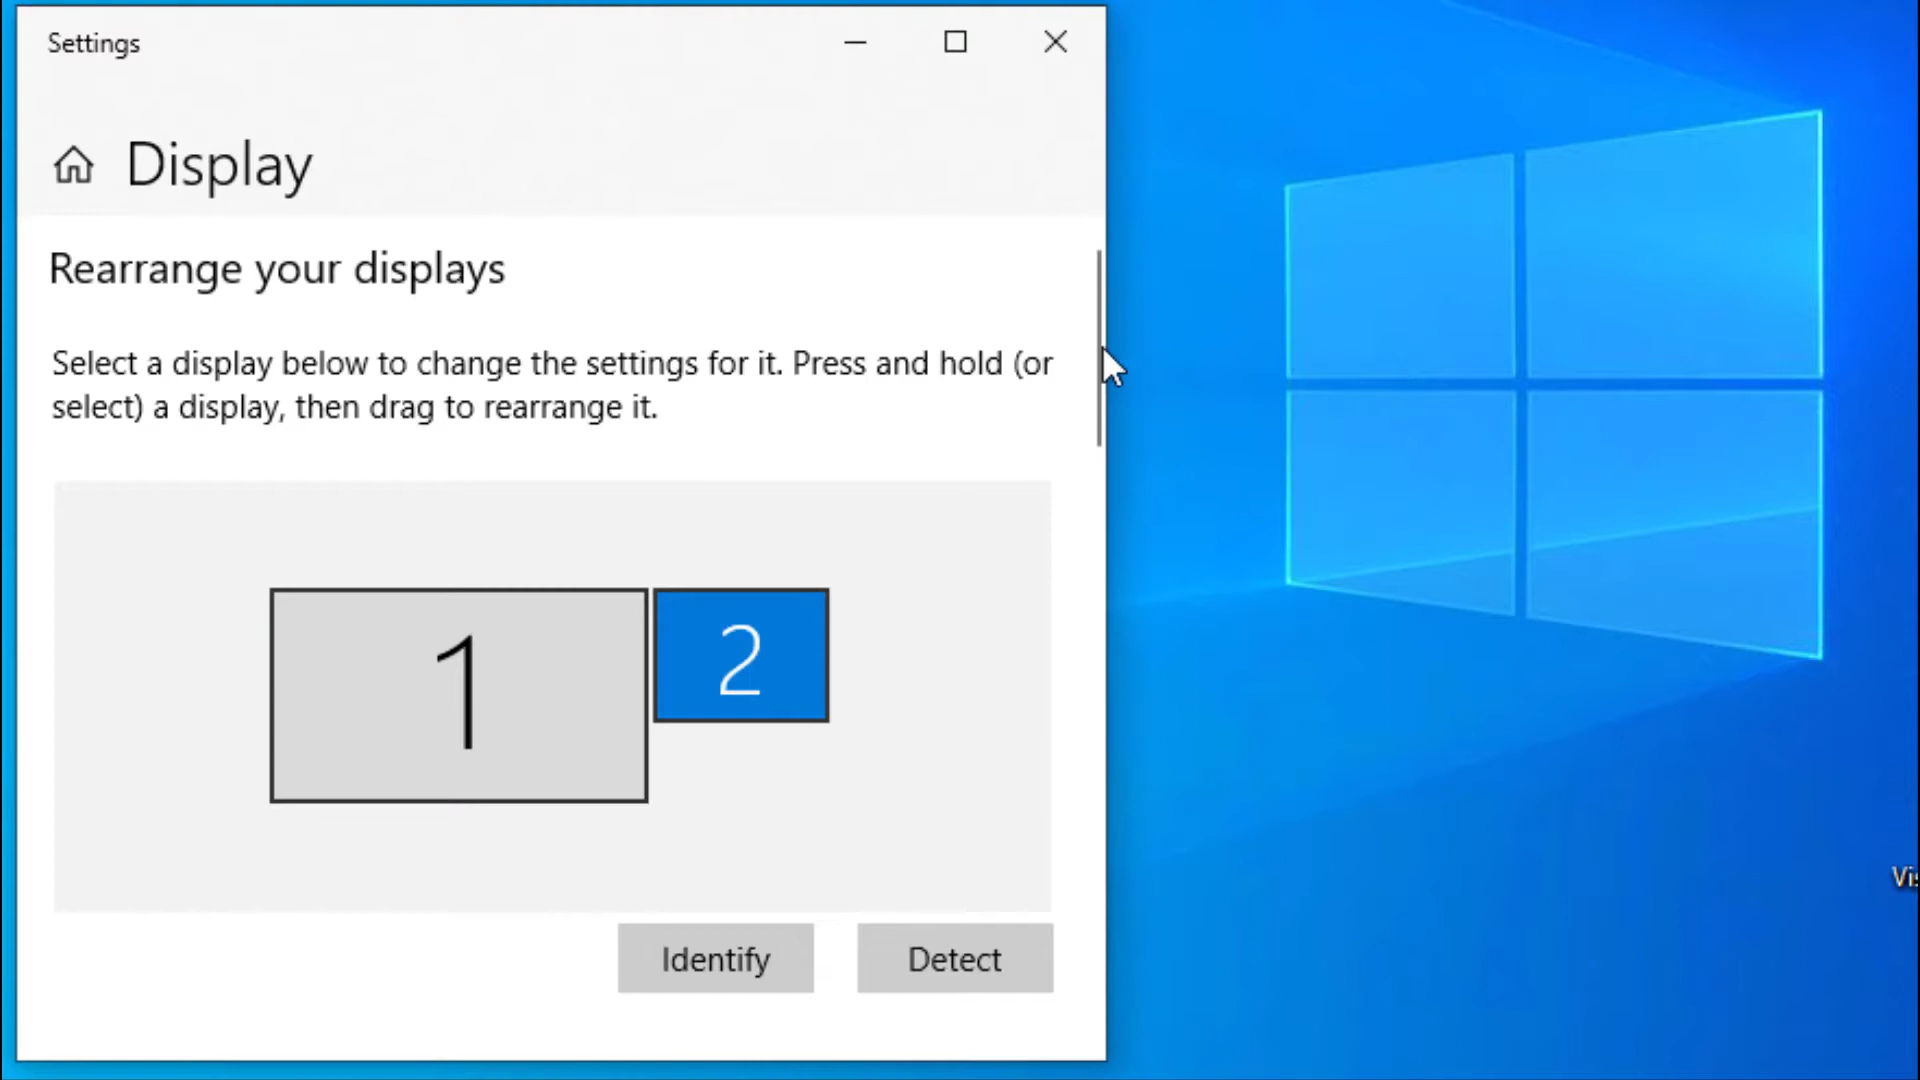 Settings
Display
Rearrange your displays
Select a display below to change the settings for it. Press and hold (or
select) a display, then drag to rearrange it.
1
2
Identify
Detect